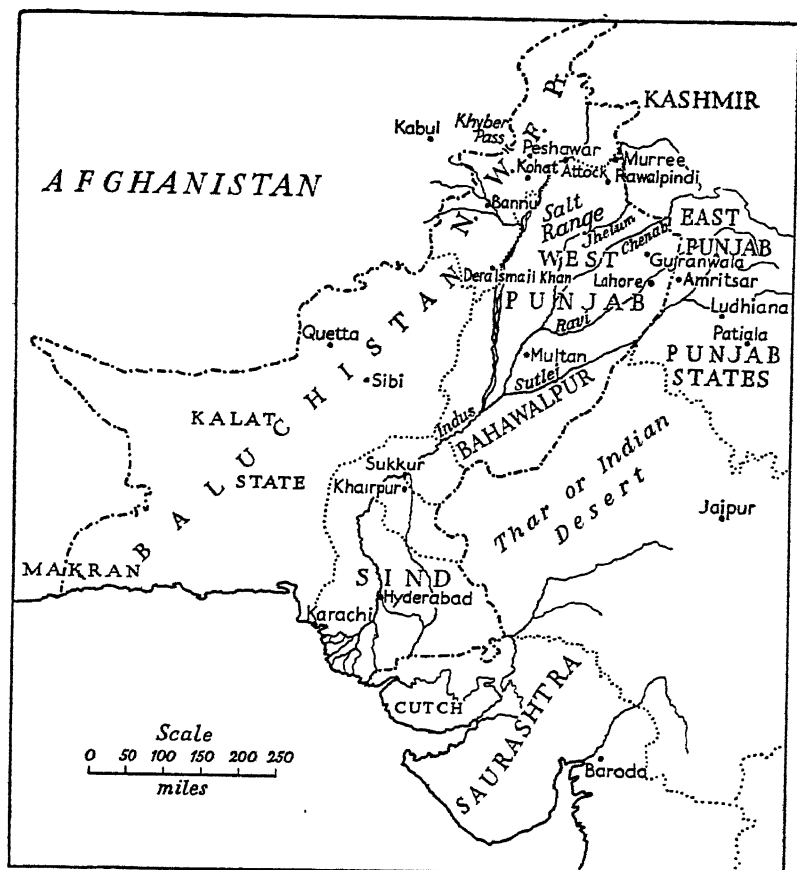 KASHMIR
N. W. F. Pr.
Kabul
Khyber
Pass
Peshawar
Murree
Kohat
Attock
Rawalpindi
AFGHANISTAN
Bannu
Salt
Range
Jhelum
Chenab
EAST
PUNJAB
WEST
PUNJAB
Gujranwala
Dera Ismail Khan
Lahore
Amritsar
Ludhiana
Ravi
Patiala
PUNJAB
STATES
Quetta
Multan
Sibi
Sutlej
Indus
BAHAWALPUR
KALAT
STATE
BALUCHISTAN
Sukkur
Khairpur
Thar or Indian
Desert
Jaipur
MAKRAN
SIND
Hyderabad
Karachi
CUTCH
SAURASHTRA
Baroda
Scale
0 50 100 150 200 250
miles